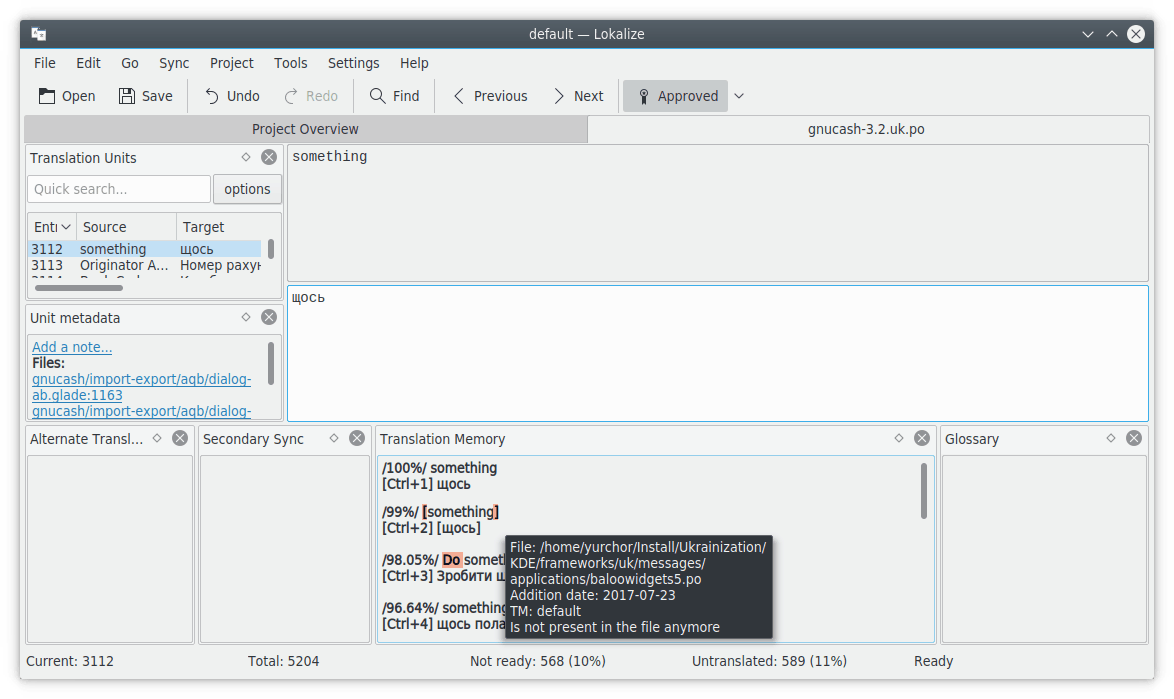 default — Lokalize
File Edit Go Sync Project Tools Settings Help
Open Save Undo Redo Find Previous Next Approved
Project Overview gnucash-3.2.uk.po
Translation Units
Quick search... options
Source Target
3112 something щось
3113 Originator A...
something
щось
Unit metadata
Add a note...
Files:
gnucash/import-export/aqb/dialog-
ab.glade:1163
gnucash/import-export/aqb/dialog-
Alternate Transl...
Secondary Sync
Translation Memory
/100%/ something
[Ctrl+1] щось
/99%/ [something]
[Ctrl+2] [щось]
/98.05%/ Do
[Ctrl+3] Зробити
/96.64%/ something
[Ctrl+4] щось
File: /home/yurchor/Install/Ukrainization/
KDE/frameworks/uk/messages/
applications/baloowidgets5.po
Addition date: 2017-07-23
TM: default
Is not present in the file anymore
Glossary
Current: 3112 Total: 5204 Not ready: 568 (10%) Untranslated: 589 (11%) Ready